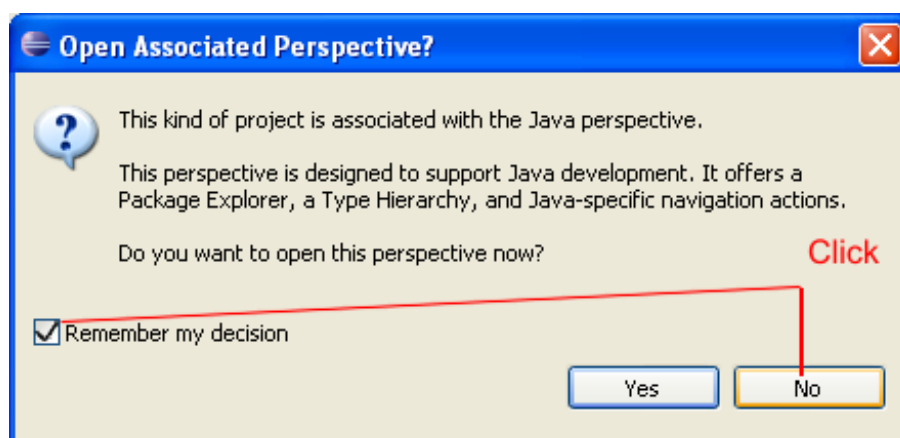 Open Associated Perspective?
This kind of project is associated with the Java perspective.
This perspective is designed to support Java development. It offers a
Package Explorer, a Type Hierarchy, and Java-specific navigation actions.
Do you want to open this perspective now?
Click
Remember my decision
Yes No